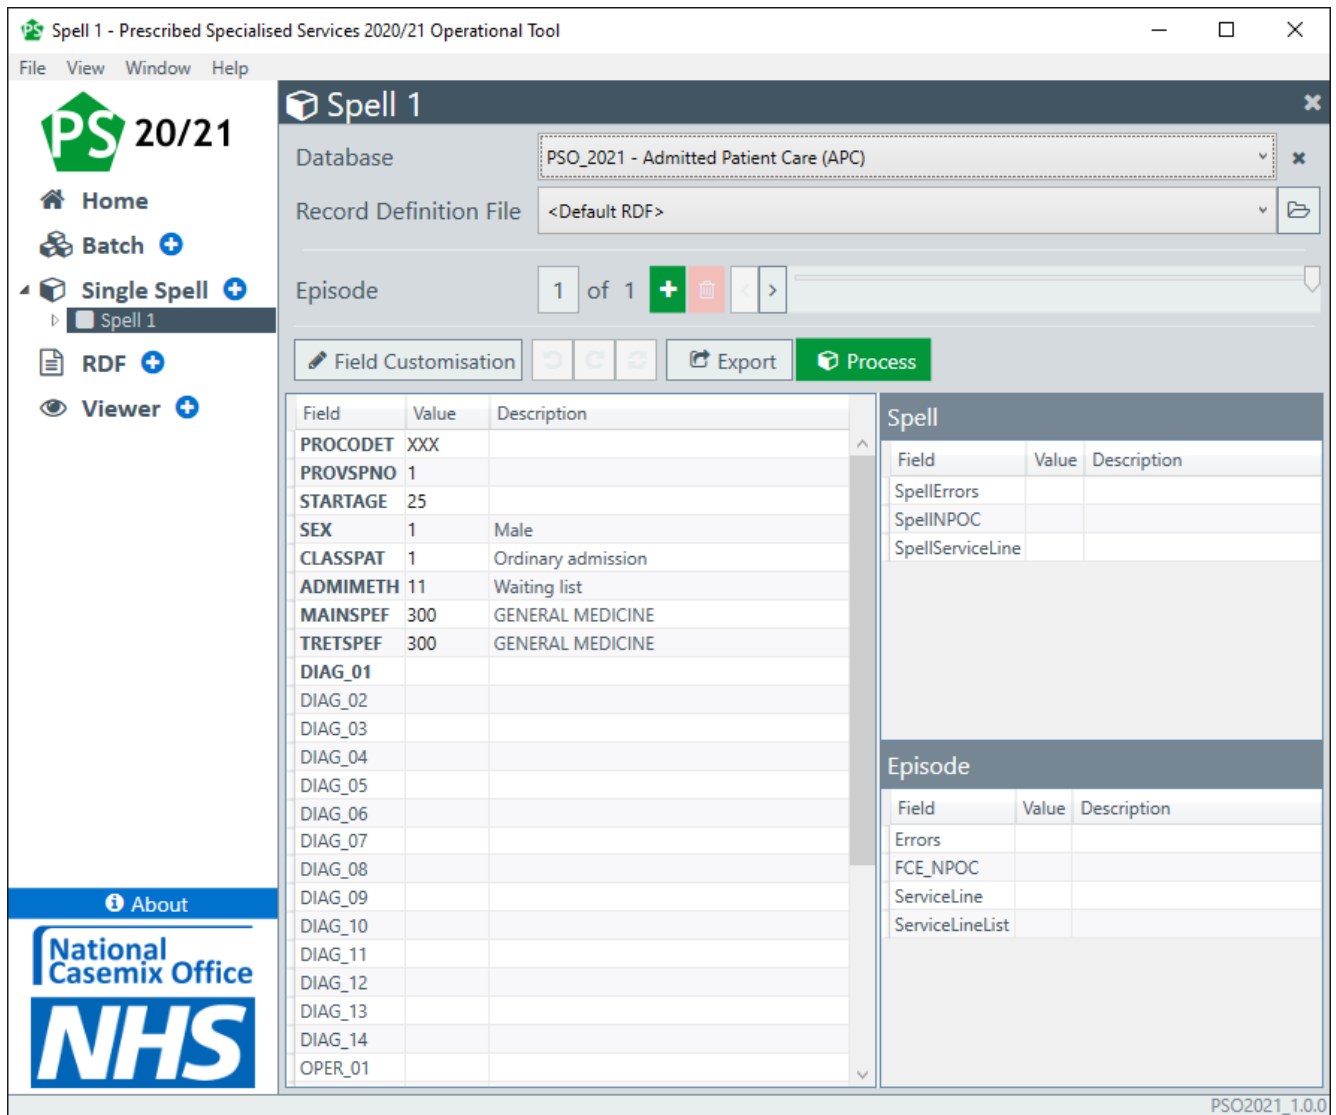 PS Spell 1 - Prescribed Specialised Services 2020/21 Operational Tool
File View Window Help
PS 20/21
Home
Batch
Single Spell
Spell 1
RDF
Viewer
About
National
Casemix Office
NHS
Spell 1
Database PSO_2021 - Admitted Patient Care (APC)
Record Definition File <Default RDF>
Episode 1 of 1
Field Customisation Export Process
Field Value Description
PROCODET XXX
PROVSPNO 1
STARTAGE 25
SEX 1 Male
CLASSPAT 1 Ordinary admission
ADMIMETH 11 Waiting list
MAINSPEF 300 GENERAL MEDICINE
TRETSPEF 300 GENERAL MEDICINE
DIAG_01
DIAG_02
DIAG_03
DIAG_04
DIAG_05
DIAG_06
DIAG_07
DIAG_08
DIAG_09
DIAG_10
DIAG_11
DIAG_12
DIAG_13
DIAG_14
OPER_01
Spell
Field Value Description
SpellErrors
SpellNPOC
SpellServiceLine
Episode
Field Value Description
Errors
FCE_NPOC
ServiceLine
ServiceLineList
PSO2021_1.0.0